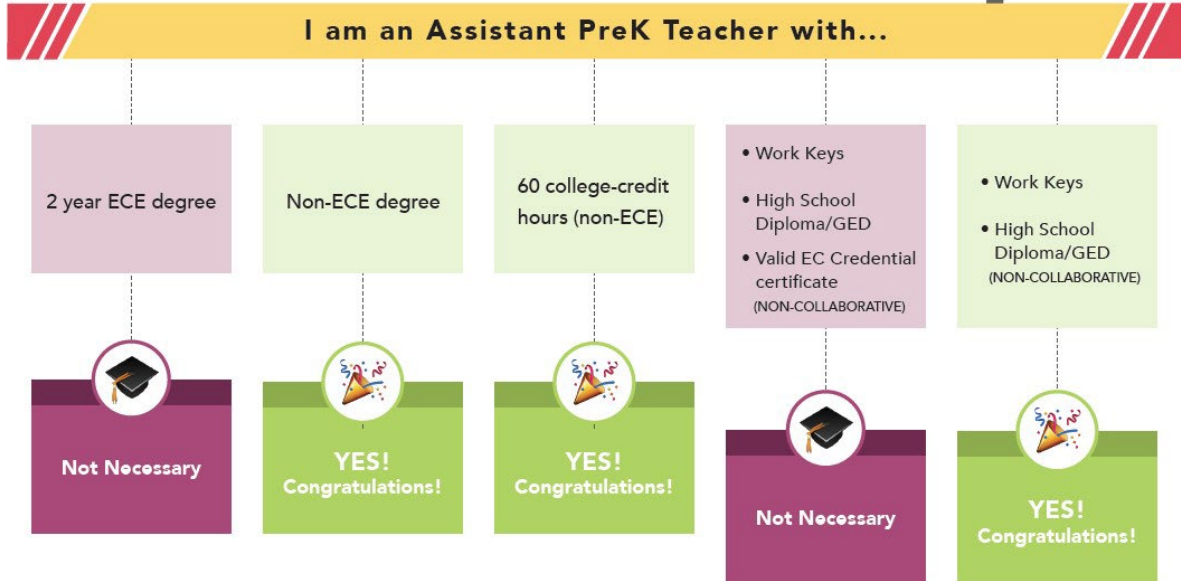 I am an Assistant PreK Teacher with...
2 year ECE degree
Not Necessary
Non-ECE degree
YES!
Congratulations!
60 college-credit
hours (non-ECE)
YES!
Congratulations!
• Work Keys
• High School
Diploma/GED
• Valid EC Credential
certificate
(NON-COLLABORATIVE)
Not Necessary
• Work Keys
• High School
Diploma/GED
(NON-COLLABORATIVE)
YES!
Congratulations!